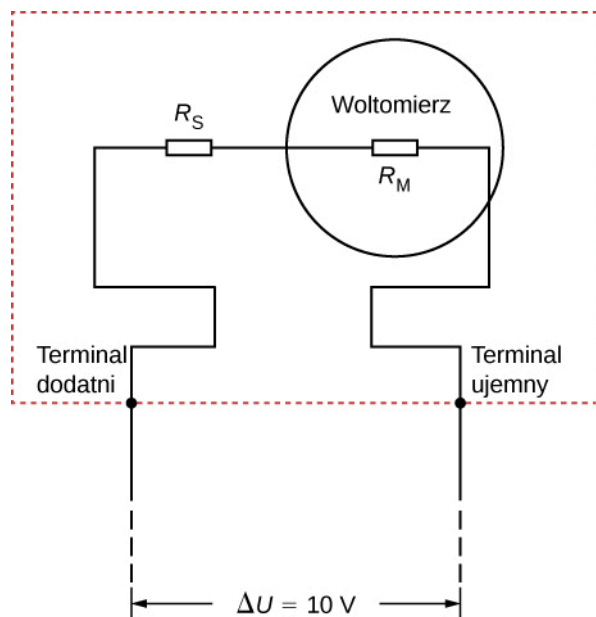 Woltomierz
R_S
R_M
Terminal
dodatni
Terminal
ujemny
ΔU = 10 V